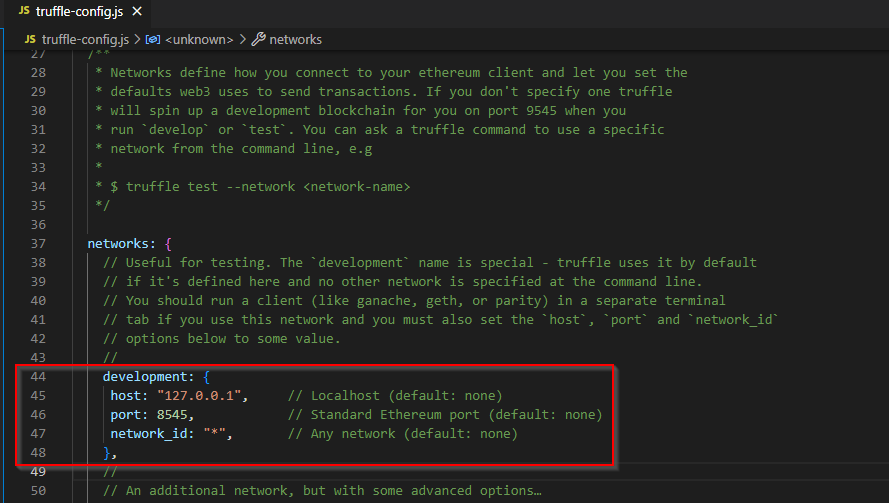 JS truffle-config.js ×
JS truffle-config.js > <unknown> > networks
27 /**
28 * Networks define how you connect to your ethereum client and let you set the
29 * defaults web3 uses to send transactions. If you don't specify one truffle
30 * will spin up a development blockchain for you on port 9545 when you
31 * run `develop` or `test`. You can ask a truffle command to use a specific
32 * network from the command line, e.g
33 *
34 * $ truffle test --network <network-name>
35 */
36
37 networks: {
38 // Useful for testing. The `development` name is special - truffle uses it by default
39 // if it's defined here and no other network is specified at the command line.
40 // You should run a client (like ganache, geth, or parity) in a separate terminal
41 // tab if you use this network and you must also set the `host`, `port` and `network_id`
42 // options below to some value.
43 //
44 development: {
45 host: "127.0.0.1", // Localhost (default: none)
46 port: 8545, // Standard Ethereum port (default: none)
47 network_id: "*", // Any network (default: none)
48 },
49 //
50 // An additional network, but with some advanced options…